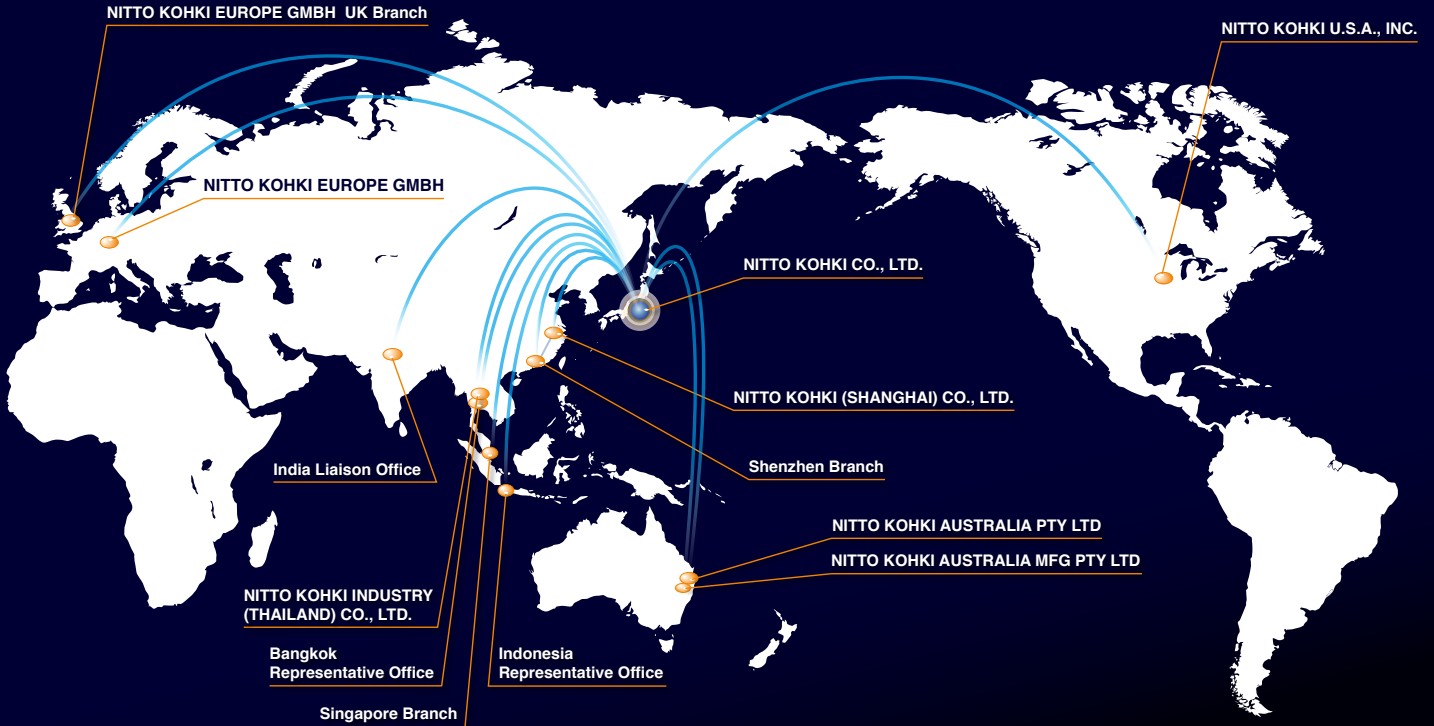 NITTO KOHKI EUROPE GMBH UK Branch
NITTO KOHKI U.S.A., INC.
NITTO KOHKI EUROPE GMBH
NITTO KOHKI CO., LTD.
NITTO KOHKI (SHANGHAI) CO., LTD.
India Liaison Office
Shenzhen Branch
NITTO KOHKI AUSTRALIA PTY LTD
NITTO KOHKI AUSTRALIA MFG PTY LTD
NITTO KOHKI INDUSTRY
(THAILAND) CO., LTD.
Bangkok
Representative Office
Indonesia
Representative Office
Singapore Branch